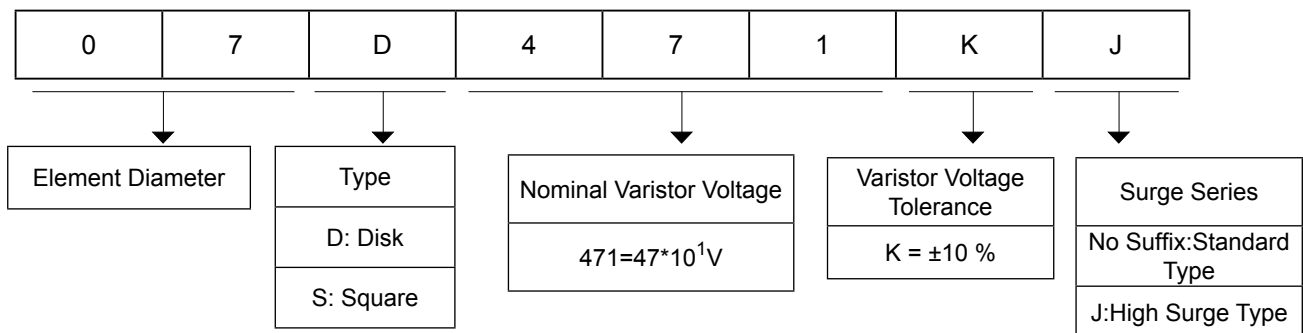 0 7 D 4 7 1 K J
Element Diameter
Type
D: Disk
S: Square
Nominal Varistor Voltage
471=47*10¹V
Varistor Voltage
Tolerance
K = ±10 %
Surge Series
No Suffix:Standard
Type
J:High Surge Type